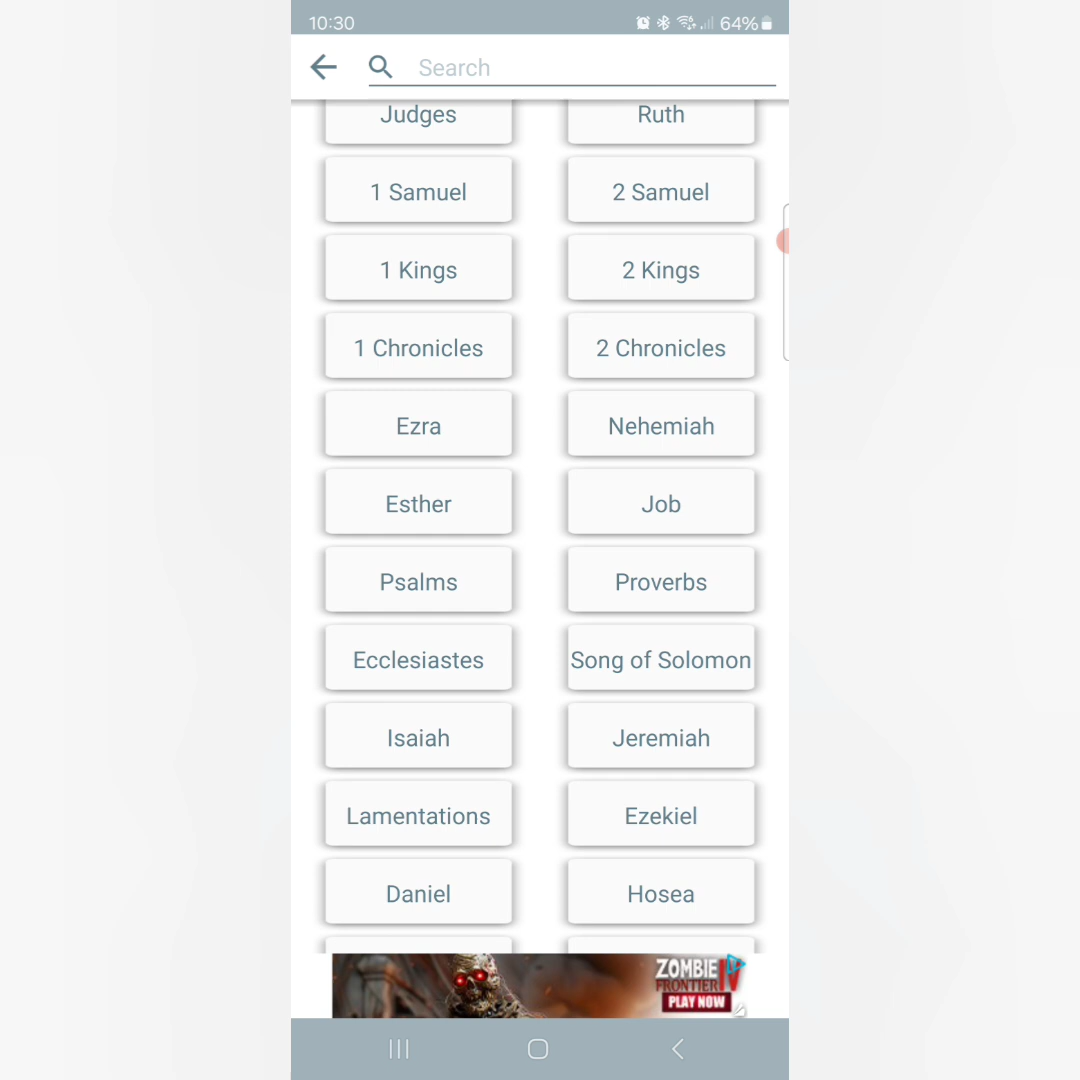 10:30
64%
Search
Judges
Ruth
1 Samuel
2 Samuel
1 Kings
2 Kings
1 Chronicles
2 Chronicles
Ezra
Nehemiah
Esther
Job
Psalms
Proverbs
Ecclesiastes
Song of Solomon
Isaiah
Jeremiah
Lamentations
Ezekiel
Daniel
Hosea
ZOMBIE
FRONTIER IV
PLAY NOW